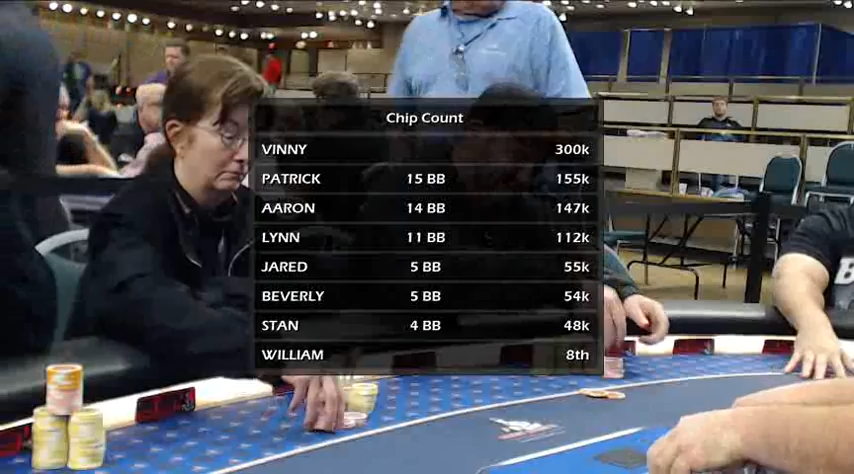 Chip Count
VINNY 300k
PATRICK 15 BB 155k
AARON 14 BB 147k
LYNN 11 BB 112k
JARED 5 BB 55k
BEVERLY 5 BB 54k
STAN 4 BB 48k
WILLIAM 8th